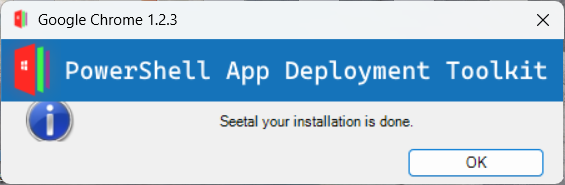 Google Chrome 1.2.3
PowerShell App Deployment Toolkit
Seetal your installation is done.
OK